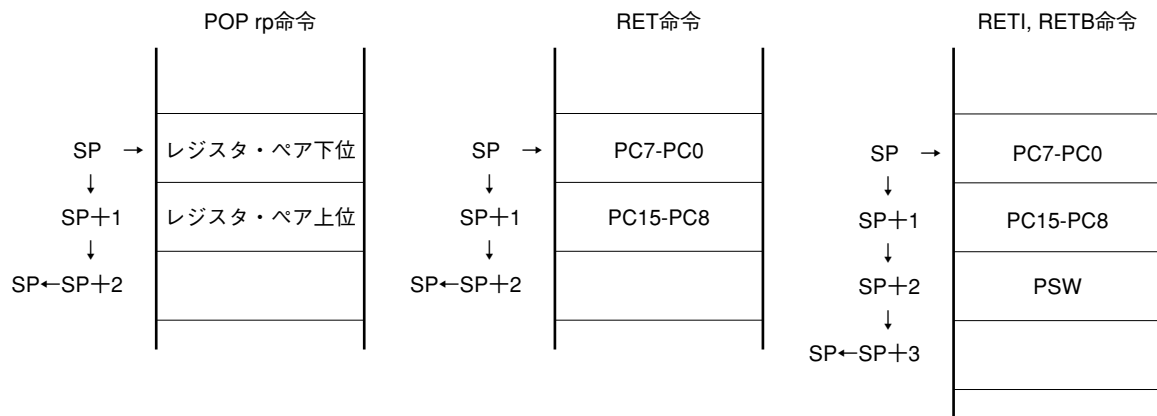 POP rp命令
SP → レジスタ・ペア下位
↓
SP＋1 レジスタ・ペア上位
↓
SP←SP＋2
RET命令
SP → PC7-PC0
↓
SP＋1 PC15-PC8
↓
SP←SP＋2
RETI, RETB命令
SP → PC7-PC0
↓
SP＋1 PC15-PC8
↓
SP＋2 PSW
↓
SP←SP＋3